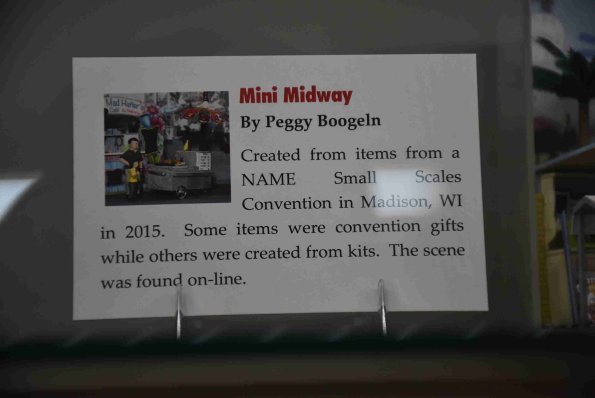 Mini Midway
By Peggy Boogeln
Created from items from a
NAME Small Scales
Convention in Madison, WI
in 2015. Some items were convention gifts
while others were created from kits. The scene
was found on-line.